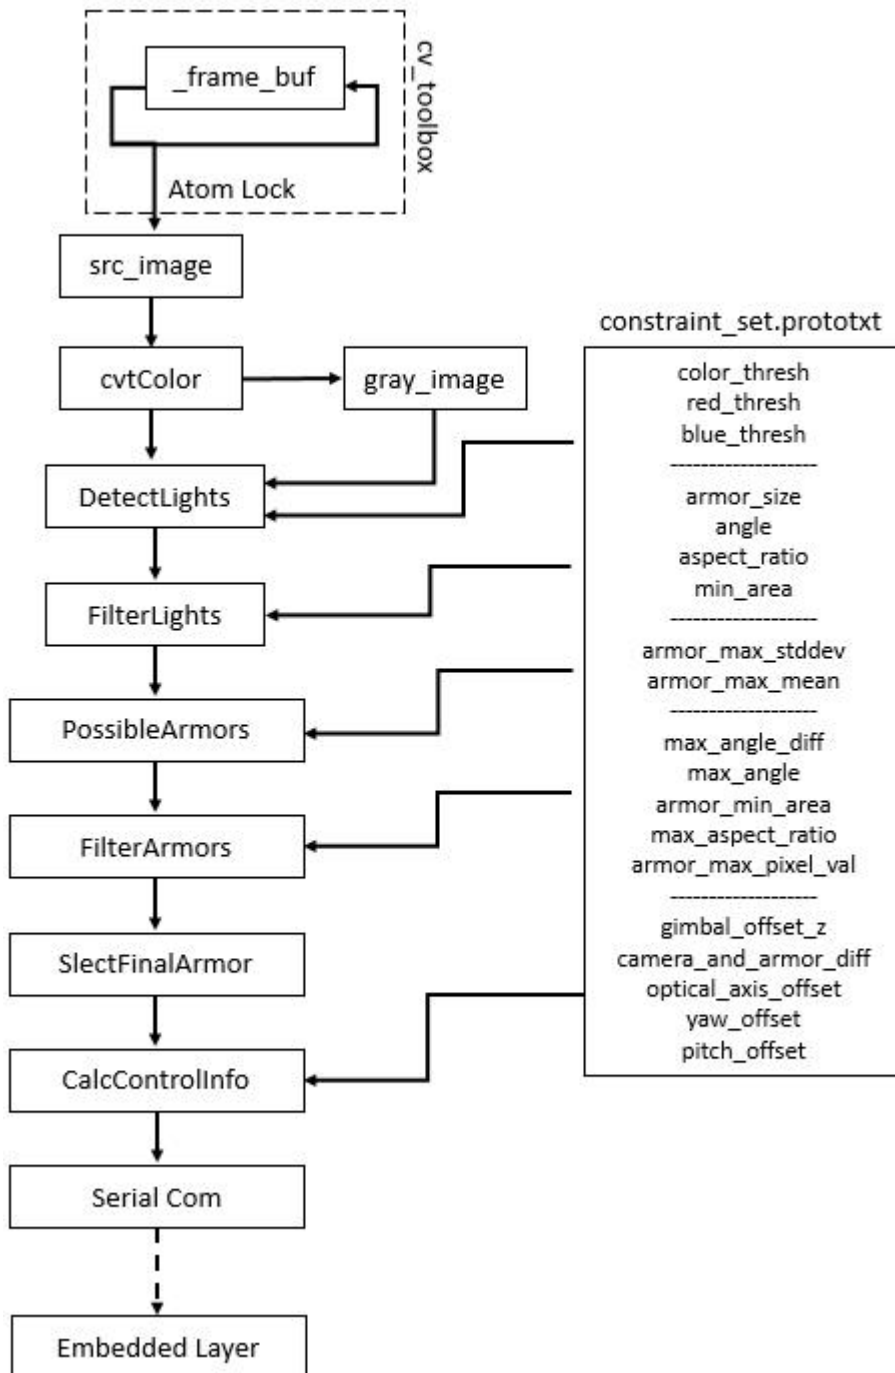 _frame_buf
cv_toolbox
Atom Lock
src_image
constraint_set.prototxt
cvtColor
gray_image
color_thresh
red_thresh
blue_thresh
--------------------
DetectLights
armor_size
angle
aspect_ratio
min_area
--------------------
FilterLights
armor_max_stddev
armor_max_mean
--------------------
PossibleArmors
max_angle_diff
max_angle
armor_min_area
max_aspect_ratio
armor_max_pixel_val
--------------------
FilterArmors
gimbal_offset_z
camera_and_armor_diff
optical_axis_offset
yaw_offset
pitch_offset
SlectFinalArmor
CalcControlInfo
Serial Com
Embedded Layer